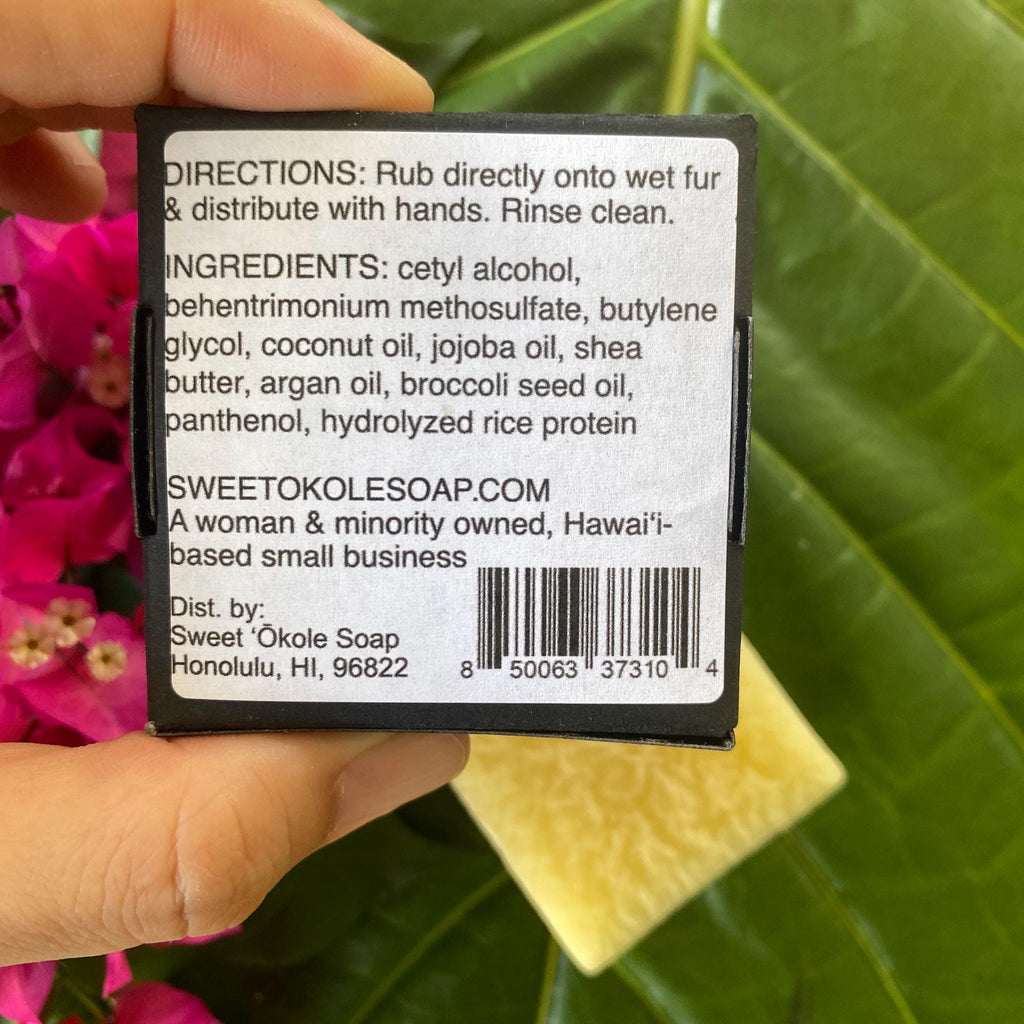 DIRECTIONS: Rub directly onto wet fur
& distribute with hands. Rinse clean.
INGREDIENTS: cetyl alcohol,
behentrimonium methosulfate, butylene
glycol, coconut oil, jojoba oil, shea
butter, argan oil, broccoli seed oil,
panthenol, hydrolyzed rice protein
SWEETOKOLESOAP.COM
A woman & minority owned, Hawai‘i-
based small business
Dist. by:
Sweet ‘Ōkole Soap
Honolulu, HI, 96822
8 50063 37310 4